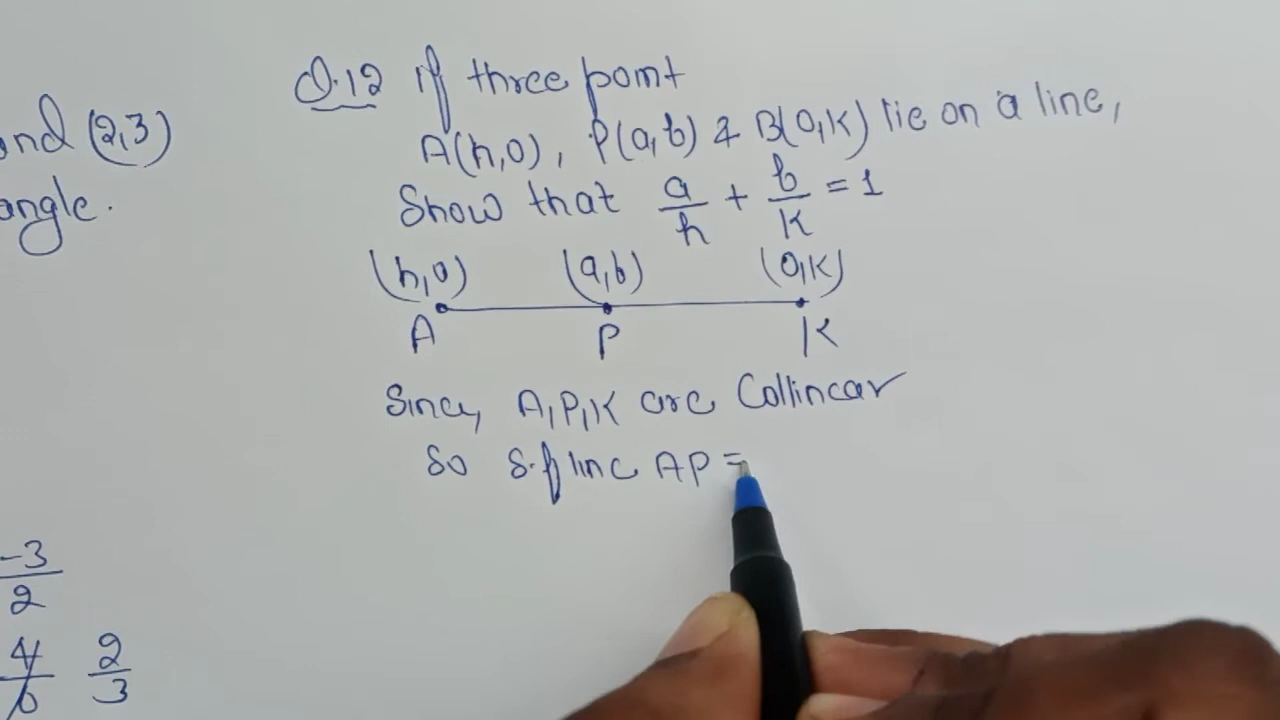 and (2,3)
angle.
-3
2
4 2
6 3
Q.12 If three pomt
A(h,0), P(a,b) & B(0,K) lie on a line,
Show that a/h + b/K = 1
(h,0) (a,b) (0,K)
A P K
Since, A,P,K are Collinear
So S.of line AP =